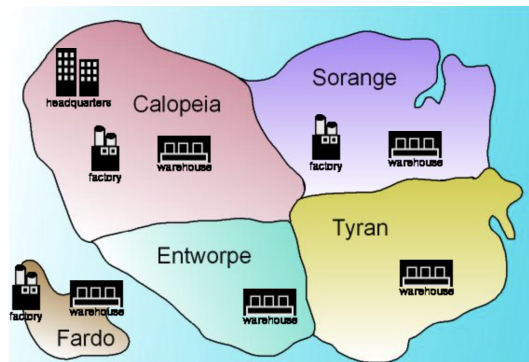 Sorange
headquarters
Calopeia
factory
warehouse
factory
warehouse
Tyran
Entworpe
warehouse
warehouse
factory
warehouse
Fardo